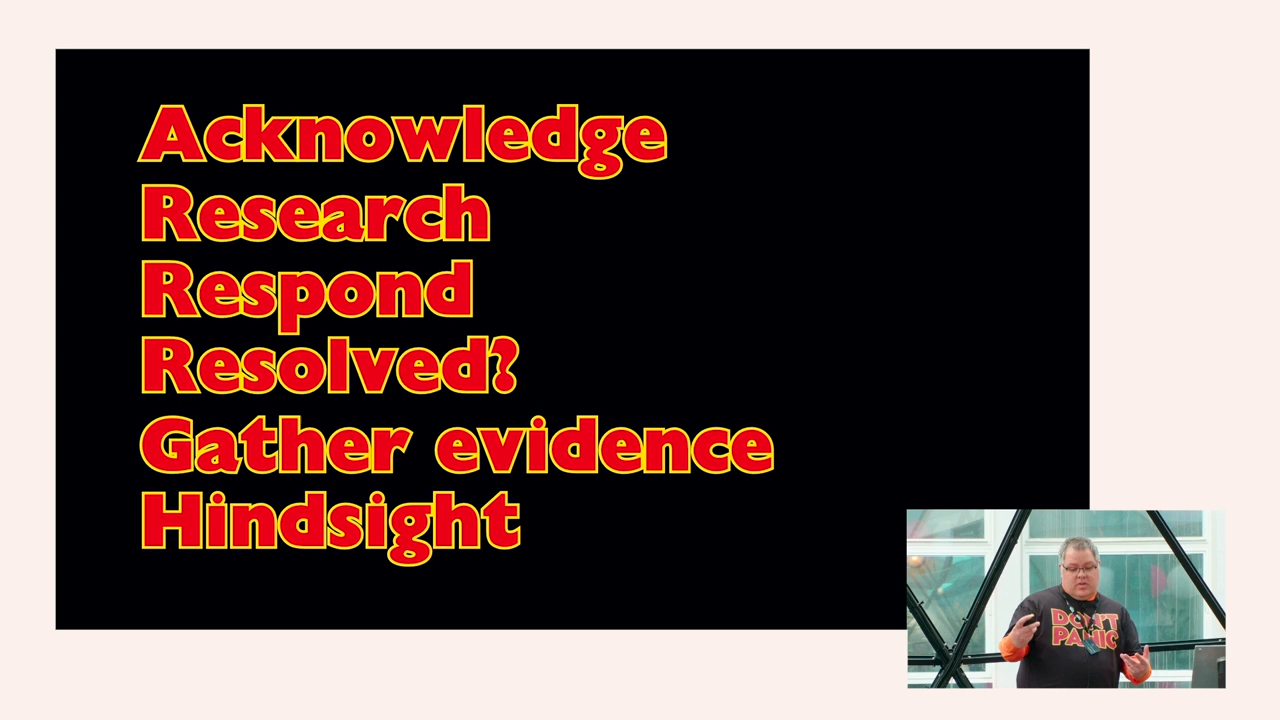 Acknowledge
Research
Respond
Resolved?
Gather evidence
Hindsight
DON'T
PANIC